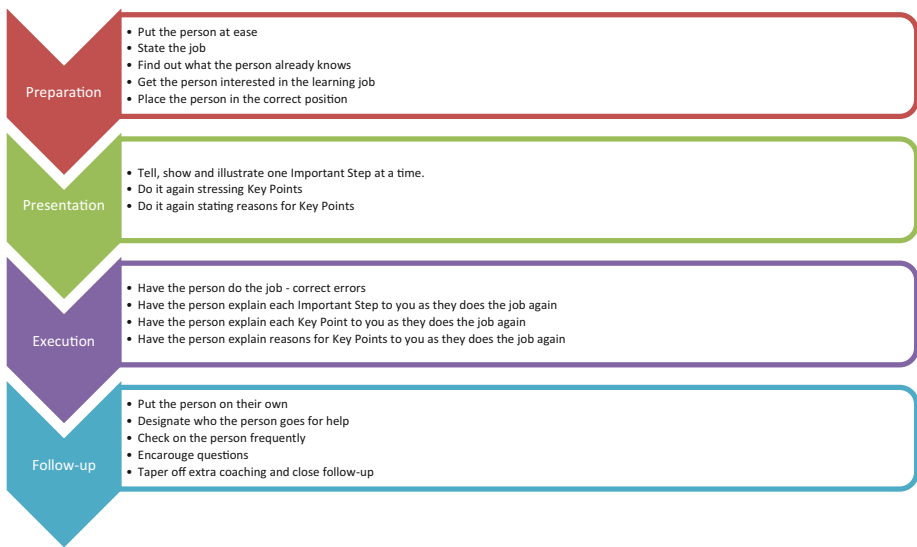 Preparation
• Put the person at ease
• State the job
• Find out what the person already knows
• Get the person interested in the learning job
• Place the person in the correct position
Presentation
• Tell, show and illustrate one Important Step at a time.
• Do it again stressing Key Points
• Do it again stating reasons for Key Points
Execution
• Have the person do the job - correct errors
• Have the person explain each Important Step to you as they does the job again
• Have the person explain each Key Point to you as they does the job again
• Have the person explain reasons for Key Points to you as they does the job again
Follow-up
• Put the person on their own
• Designate who the person goes for help
• Check on the person frequently
• Encarouge questions
• Taper off extra coaching and close follow-up